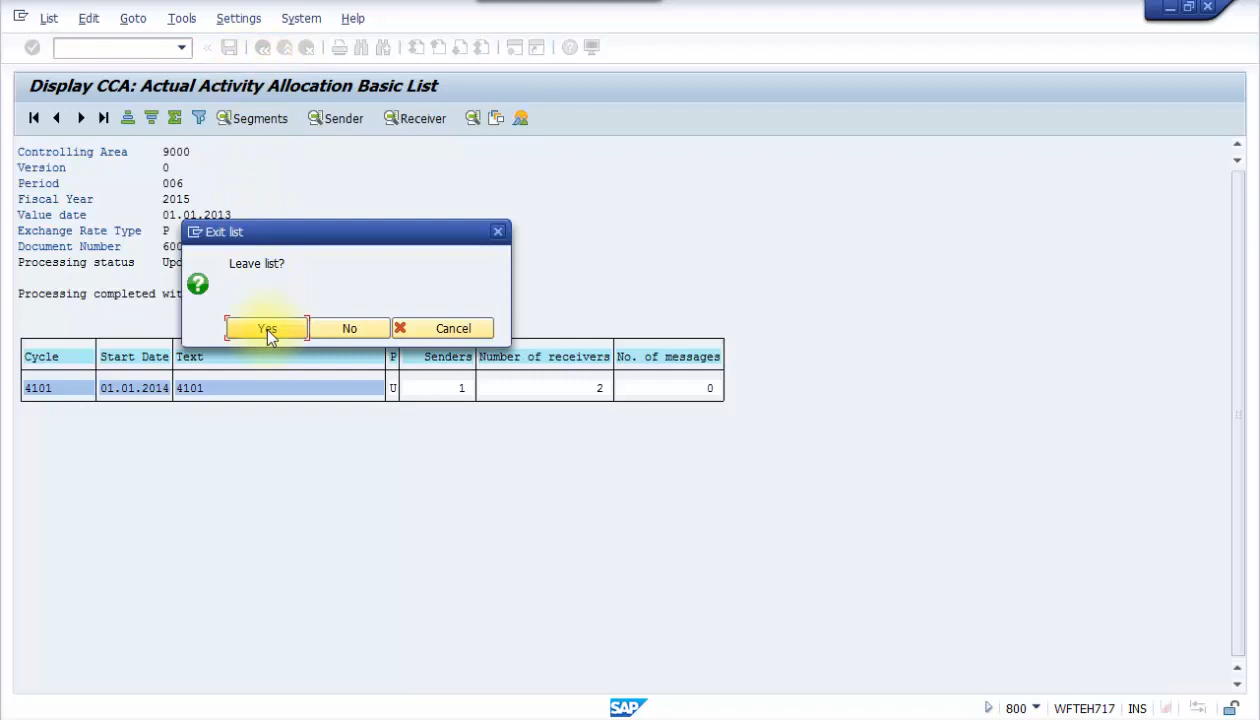 List Edit Goto Tools Settings System Help
Display CCA: Actual Activity Allocation Basic List
Segments Sender Receiver
Controlling Area 9000
Version 0
Period 006
Fiscal Year 2015
Value date 01.01.2013
Exchange Rate Type P
Document Number 600
Processing status Upd
Processing completed wit
Exit list
Leave list?
Yes No Cancel
Cycle Start Date Text P Senders Number of receivers No. of messages
4101 01.01.2014 4101 U 1 2 0
SAP 800 WFTEH717 INS